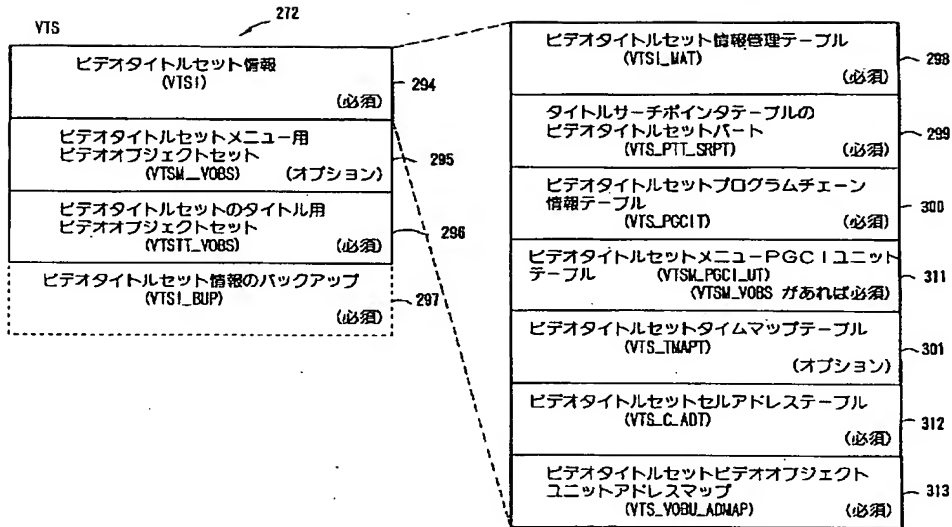 VTS
272
ビデオタイトルセット情報
(VTSI)
(必須)
294
ビデオタイトルセットメニュー用
ビデオオブジェクトセット
(VTSM_VOBS) (オプション)
295
ビデオタイトルセットのタイトル用
ビデオオブジェクトセット
(VTSTT_VOBS) (必須)
296
ビデオタイトルセット情報のバックアップ
(VTSI_BUP)
(必須)
297
ビデオタイトルセット情報管理テーブル
(VTSI_MAT)
(必須)
298
タイトルサーチポインタテーブルの
ビデオタイトルセットパート
(VTS_PTT_SRPT) (必須)
299
ビデオタイトルセットプログラムチェーン
情報テーブル
(VTS_PGCIT) (必須)
300
ビデオタイトルセットメニューPGCIユニット
テーブル (VTSM_PGCI_UT)
(VTSM_VOBS があれば必須)
311
ビデオタイトルセットタイムマップテーブル
(VTS_TMAPT)
(オプション)
301
ビデオタイトルセットセルアドレステーブル
(VTS_C_ADT)
(必須)
312
ビデオタイトルセットビデオオブジェクト
ユニットアドレスマップ
(VTS_VOBU_ADMAP) (必須)
313